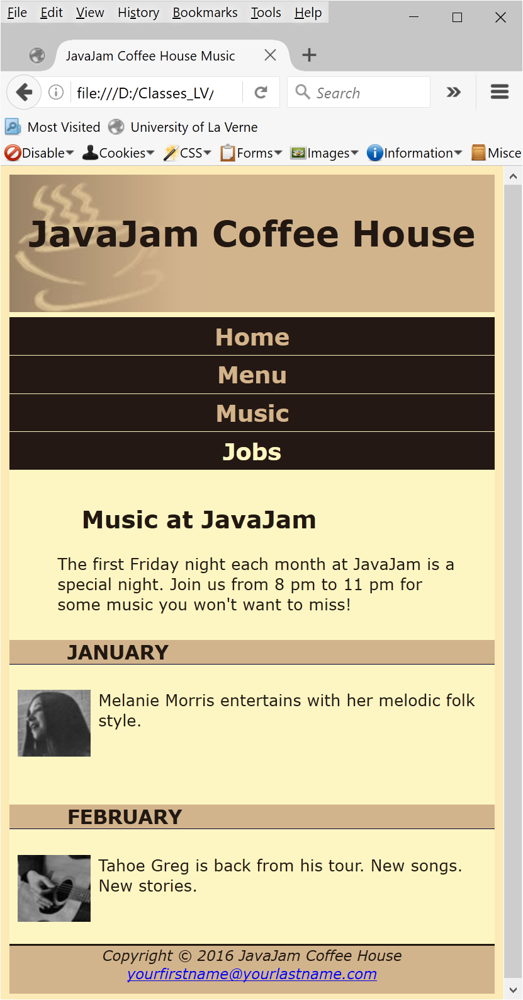 File Edit View History Bookmarks Tools Help
JavaJam Coffee House Music
file:///D:/Classes_LV/
Search
Most Visited University of La Verne
Disable Cookies CSS Forms Images Information Misce
JavaJam Coffee House
Home
Menu
Music
Jobs
Music at JavaJam
The first Friday night each month at JavaJam is a
special night. Join us from 8 pm to 11 pm for
some music you won't want to miss!
JANUARY
Melanie Morris entertains with her melodic folk
style.
FEBRUARY
Tahoe Greg is back from his tour. New songs.
New stories.
Copyright © 2016 JavaJam Coffee House
yourfirstname@yourlastname.com